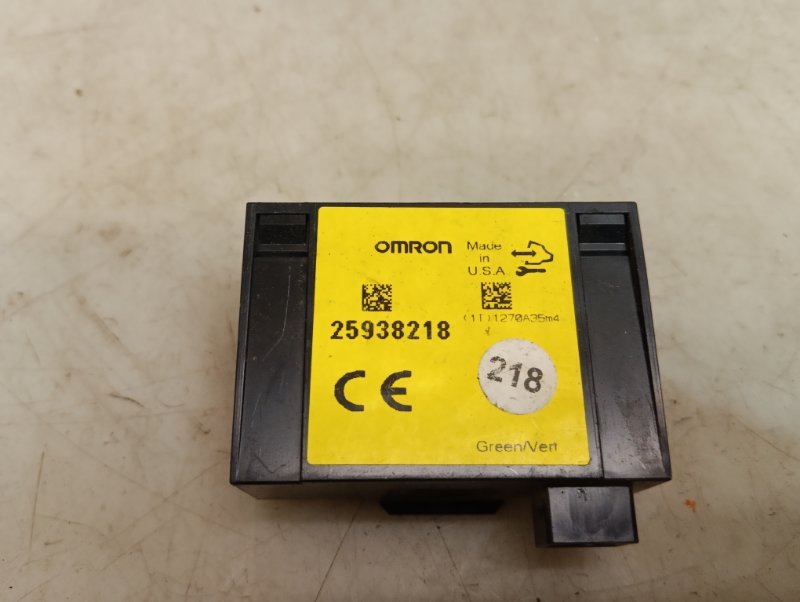 OMRON
Made
in
U.S.A
25938218
(1T)1270A35m4
CE
218
Green/Vert